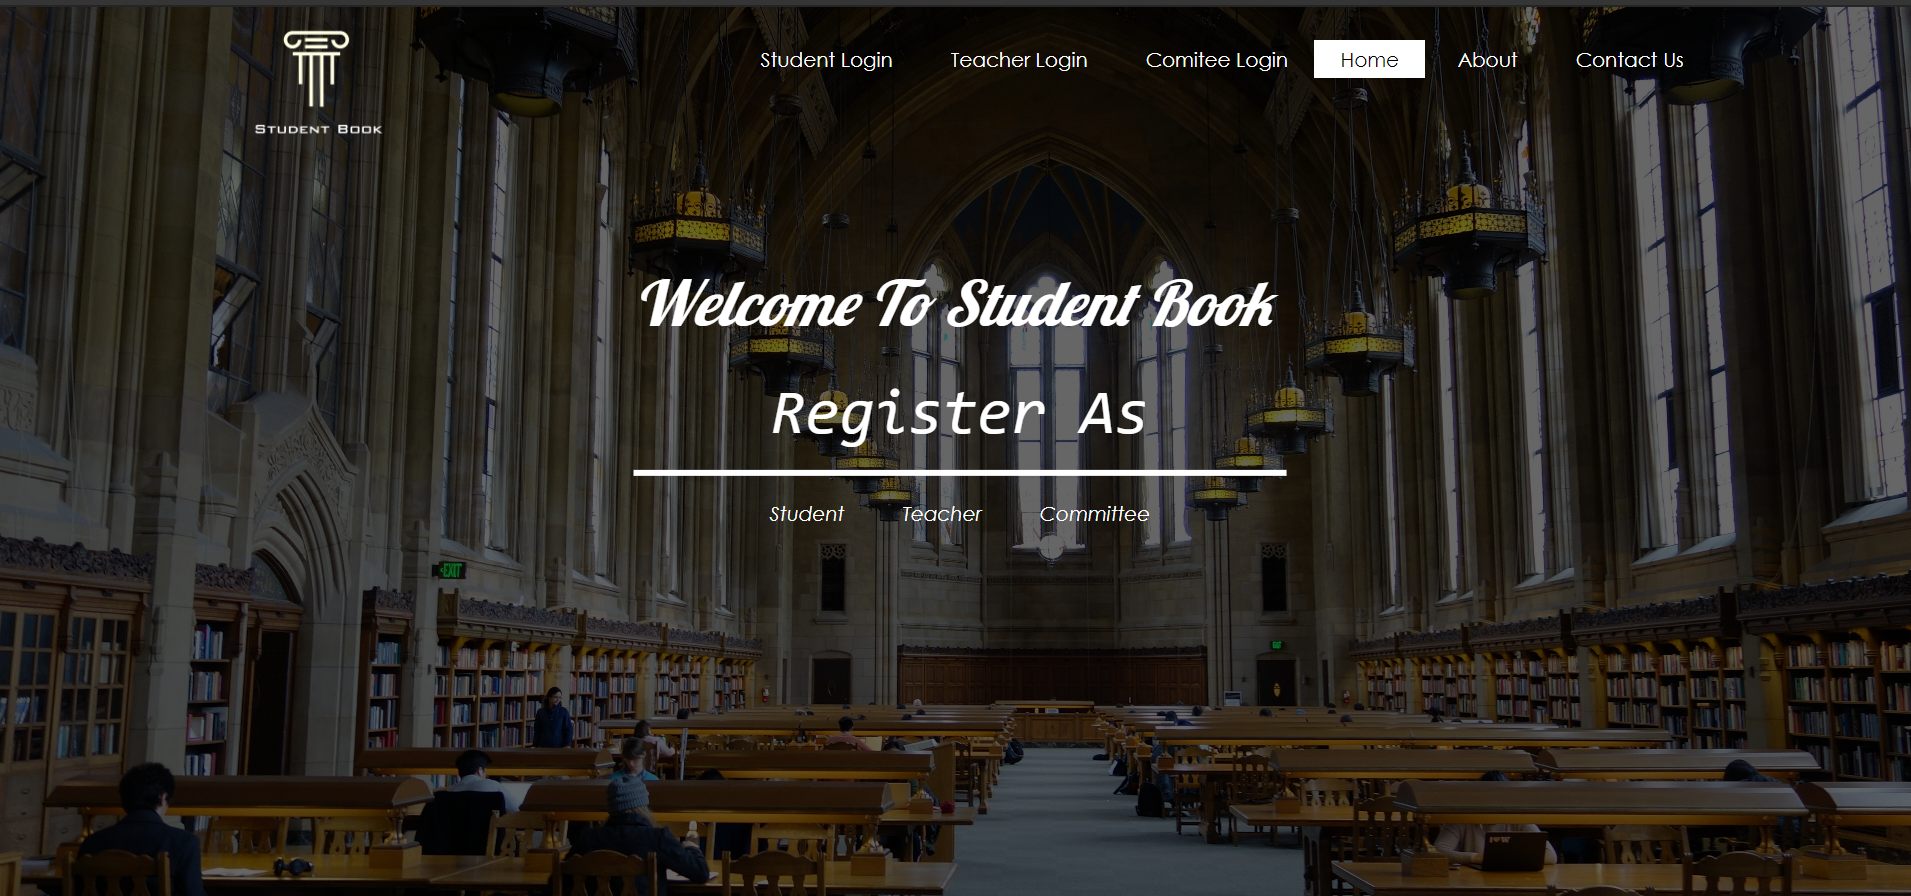 STUDENT BOOK
Student Login Teacher Login Comitee Login Home About Contact Us
Welcome To Student Book
Register As
Student Teacher Committee
EXIT